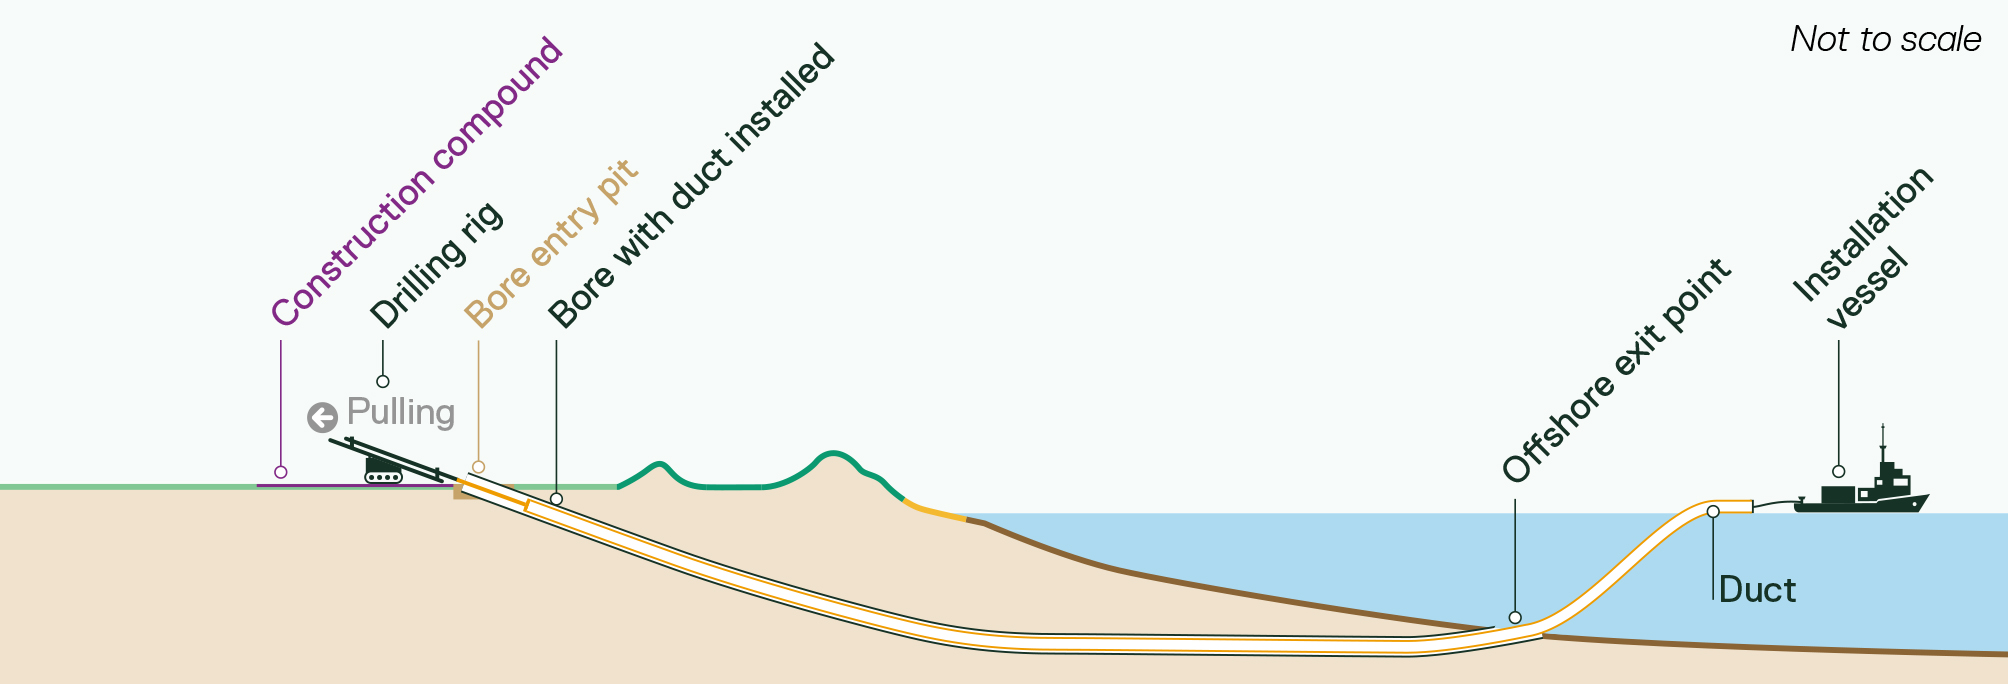 Not to scale
Construction compound
Drilling rig
Bore entry pit
Bore with duct installed
Offshore exit point
Installation
vessel
Pulling
Duct